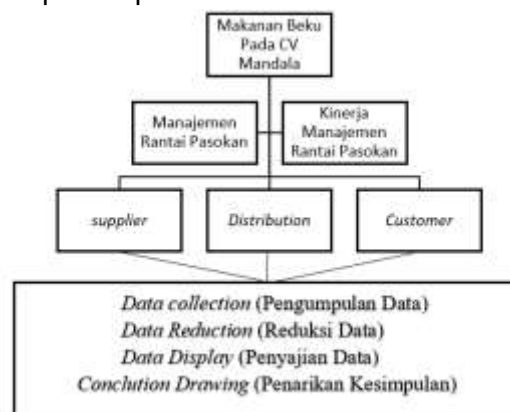 Makanan Beku
Pada CV
Mandala
Manajemen
Rantai Pasokan
Kinerja
Manajemen
Rantai Pasokan
supplier
Distribution
Customer
Data collection (Pengumpulan Data)
Data Reduction (Reduksi Data)
Data Display (Penyajian Data)
Conclution Drawing (Penarikan Kesimpulan)